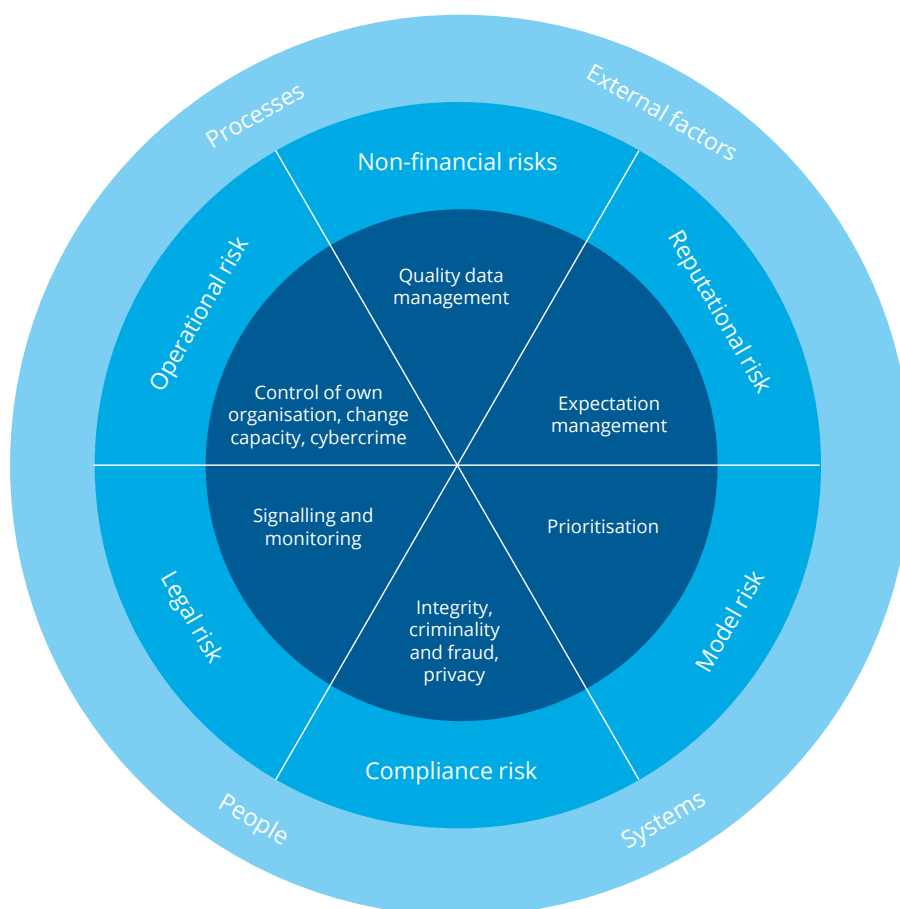 Processes
External factors
Non-financial risks
Operational risk
Reputational risk
Quality data
management
Control of own
organisation, change
capacity, cybercrime
Expectation
management
Signalling and
monitoring
Prioritisation
Legal risk
Integrity,
criminality
and fraud,
privacy
Model risk
Compliance risk
People
Systems